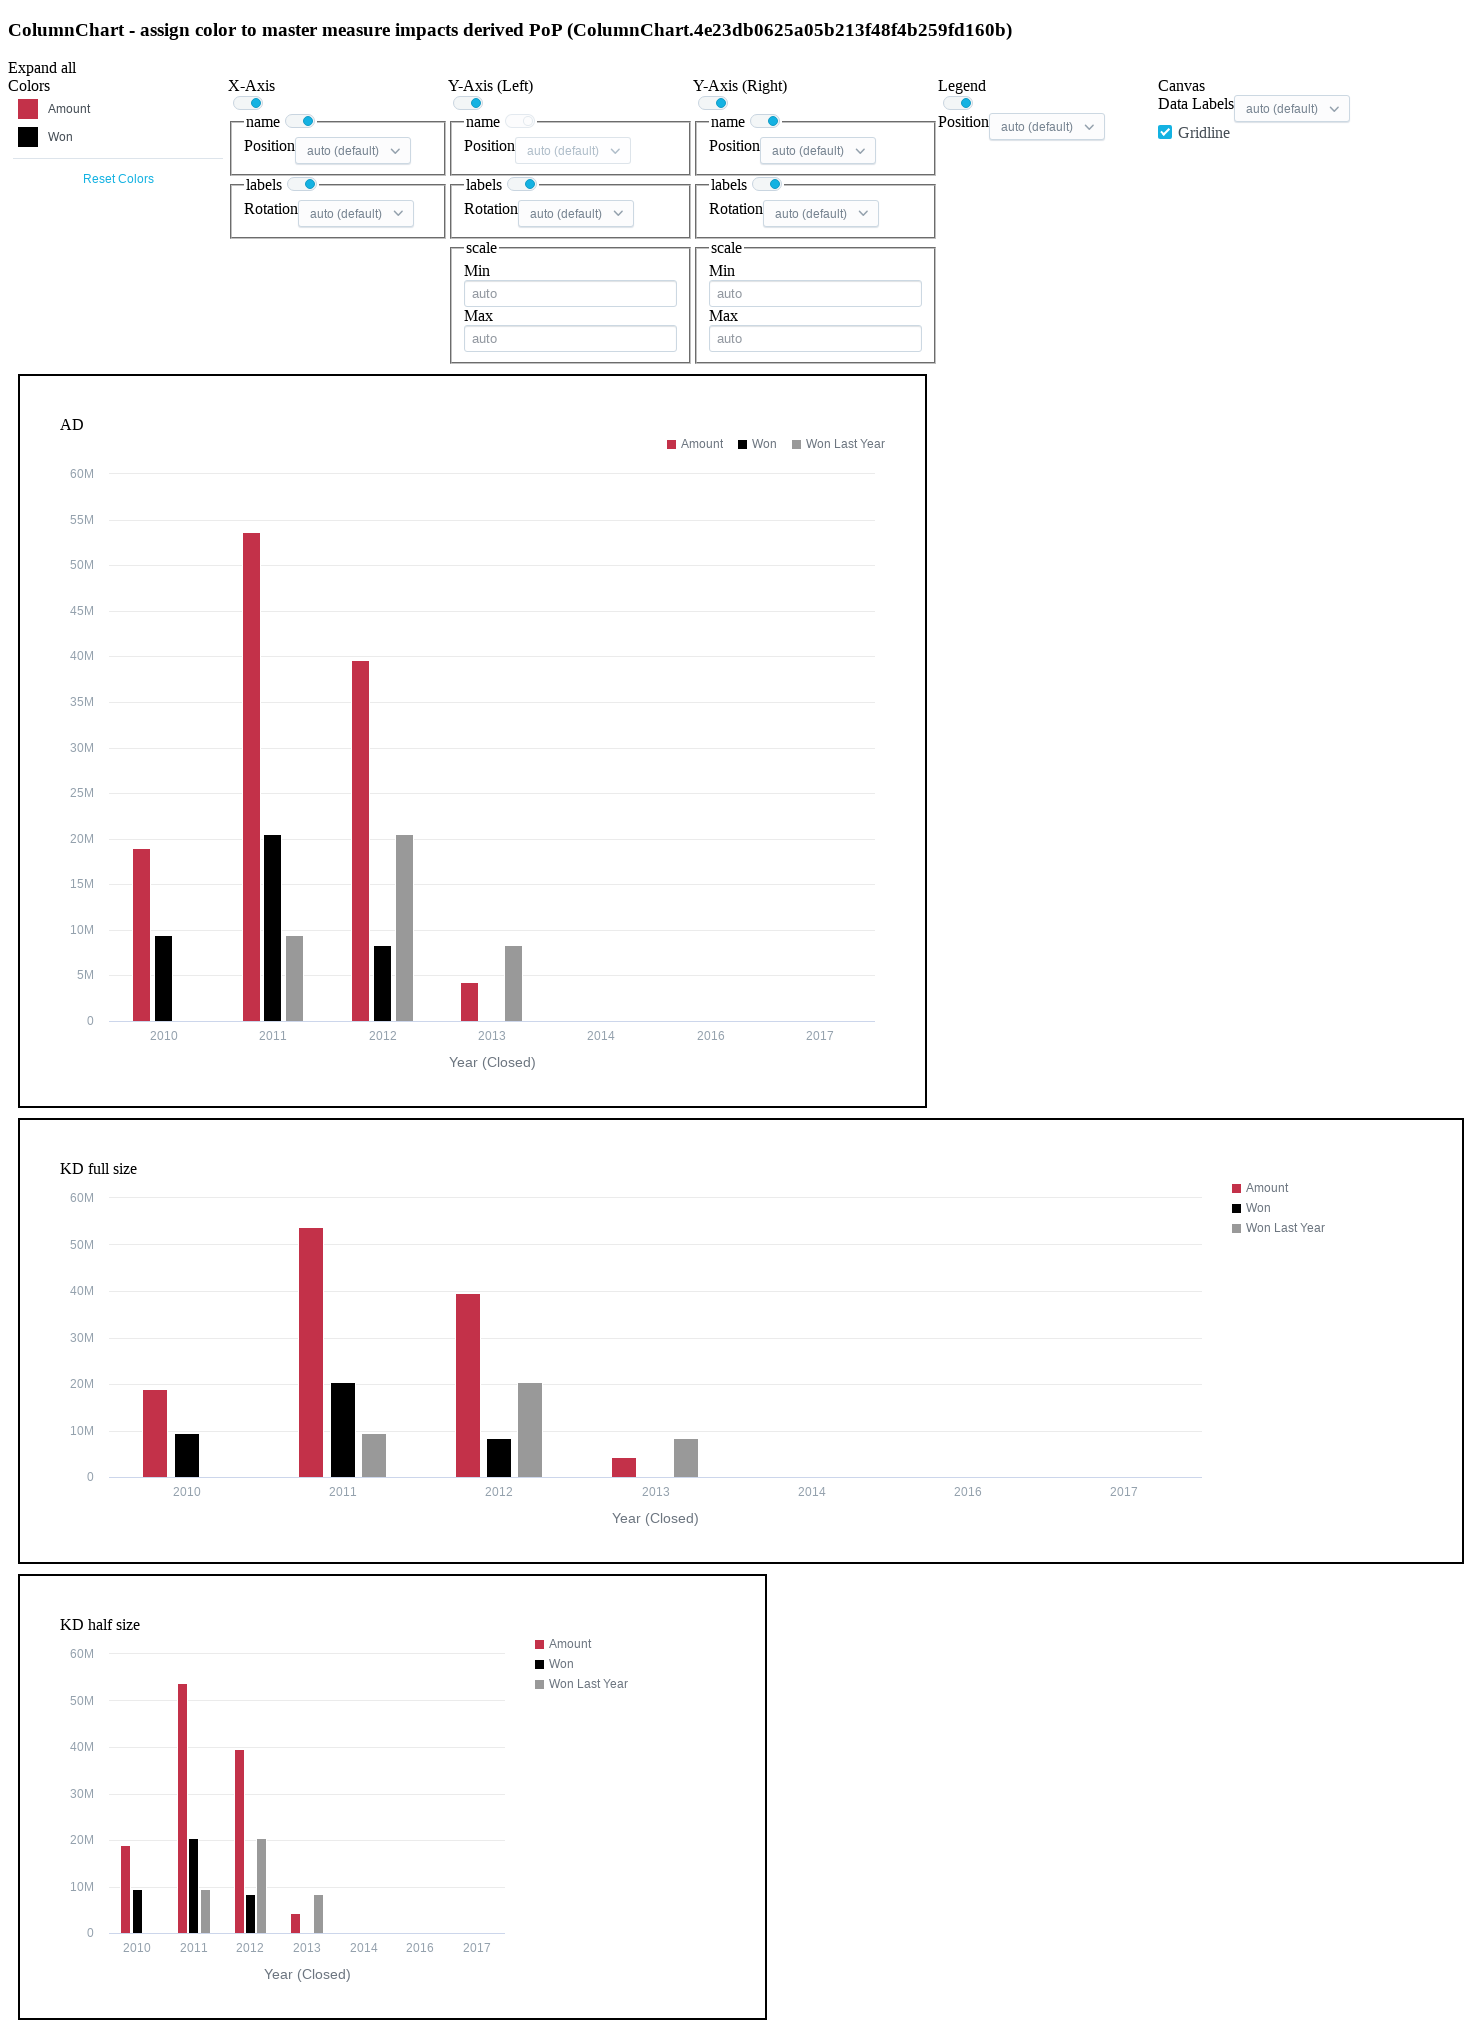 ColumnChart - assign color to master measure impacts derived PoP (ColumnChart.4e23db0625a05b213f48f4b259fd160b)
Expand all
Colors
Amount
Won
Reset Colors
X-Axis
name
Position auto (default)
labels
Rotation auto (default)
Y-Axis (Left)
name
Position auto (default)
labels
Rotation auto (default)
scale
Min
auto
Max
auto
Y-Axis (Right)
name
Position auto (default)
labels
Rotation auto (default)
scale
Min
auto
Max
auto
Legend
Position auto (default)
Canvas
Data Labels auto (default)
Gridline
AD
Amount Won Won Last Year
60M
55M
50M
45M
40M
35M
30M
25M
20M
15M
10M
5M
0
2010 2011 2012 2013 2014 2016 2017
Year (Closed)
KD full size
Amount
Won
Won Last Year
60M
50M
40M
30M
20M
10M
0
2010 2011 2012 2013 2014 2016 2017
Year (Closed)
KD half size
Amount
Won
Won Last Year
60M
50M
40M
30M
20M
10M
0
2010 2011 2012 2013 2014 2016 2017
Year (Closed)